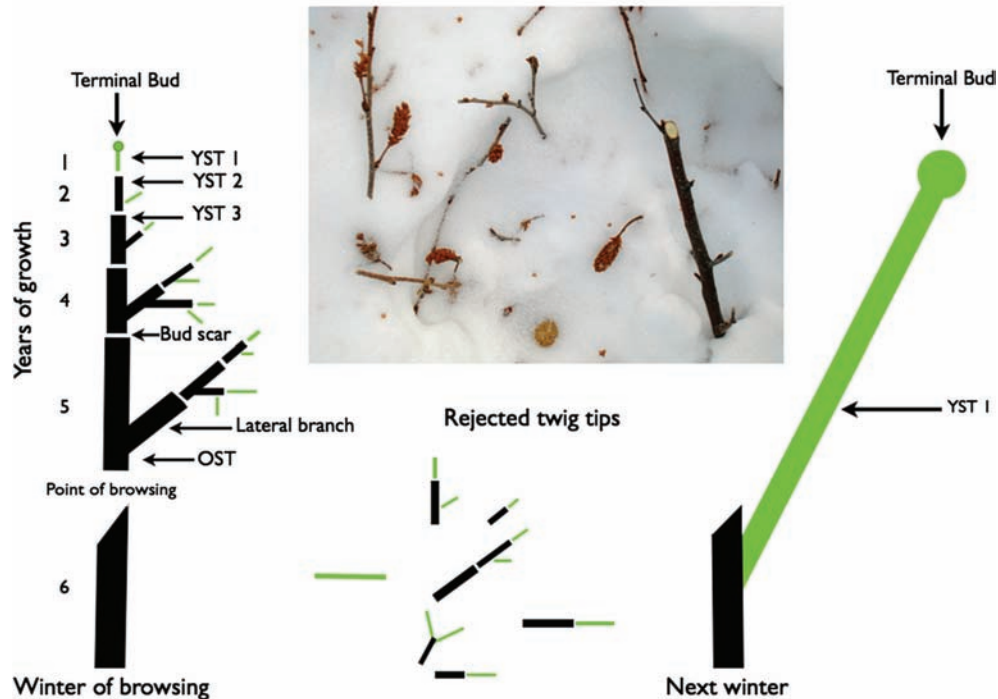 Terminal Bud
YST 1
YST 2
YST 3
Years of growth
1
2
3
4
5
6
Bud scar
Lateral branch
OST
Point of browsing
Winter of browsing
Rejected twig tips
Terminal Bud
YST 1
Next winter